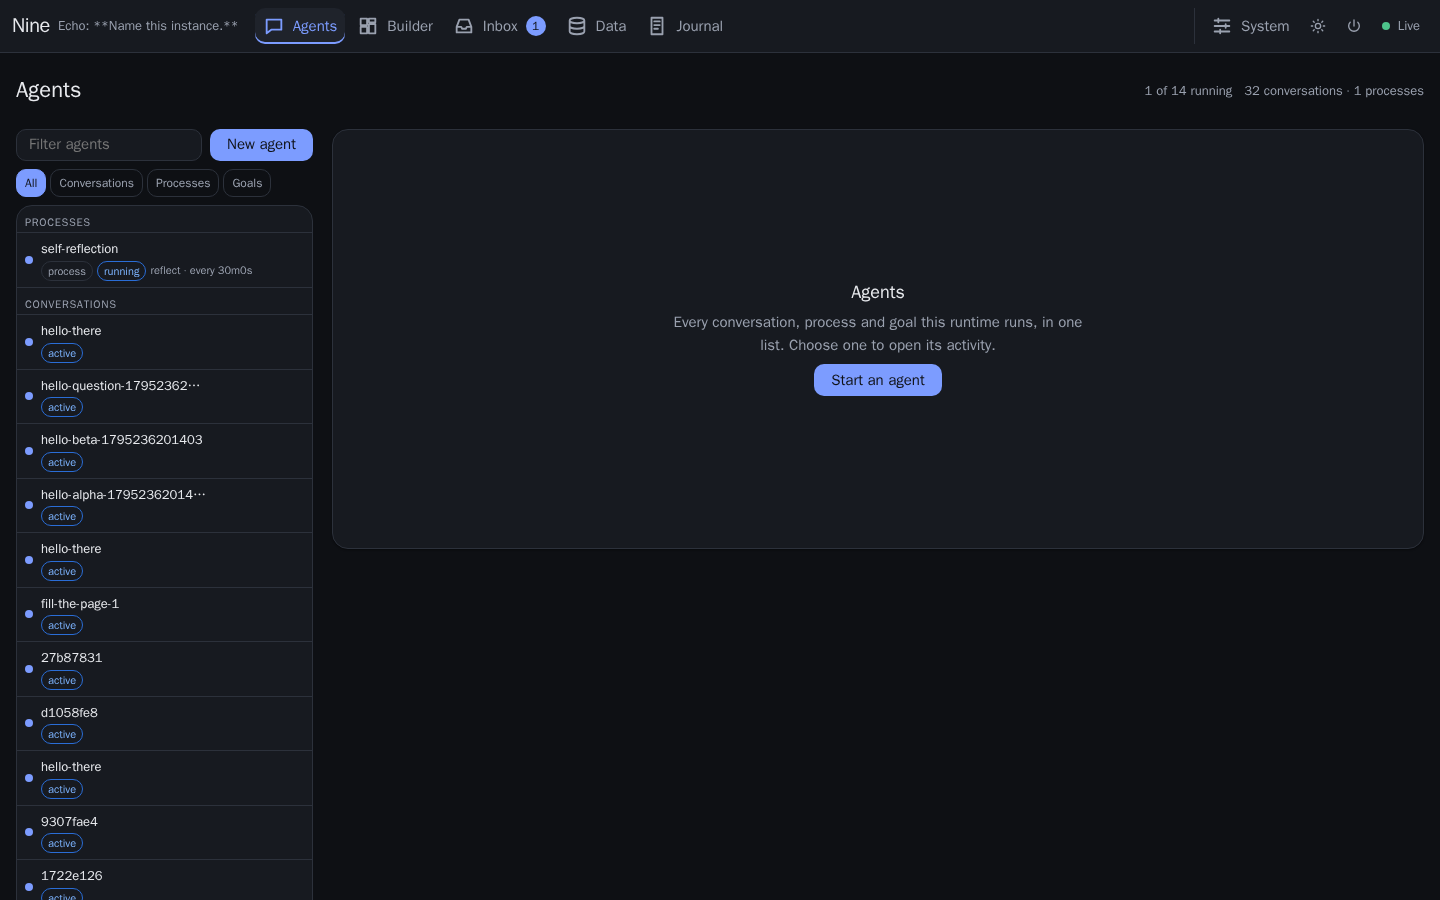 Nine Echo: **Name this instance.** Agents Builder Inbox 1 Data Journal System Live
Agents
1 of 14 running 32 conversations · 1 processes
Filter agents New agent
All Conversations Processes Goals
PROCESSES
self-reflection
process running reflect · every 30m0s
CONVERSATIONS
hello-there
active
hello-question-17952362···
active
hello-beta-1795236201403
active
hello-alpha-17952362014···
active
hello-there
active
fill-the-page-1
active
27b87831
active
d1058fe8
active
hello-there
active
9307fae4
active
1722e126
active
Agents
Every conversation, process and goal this runtime runs, in one
list. Choose one to open its activity.
Start an agent